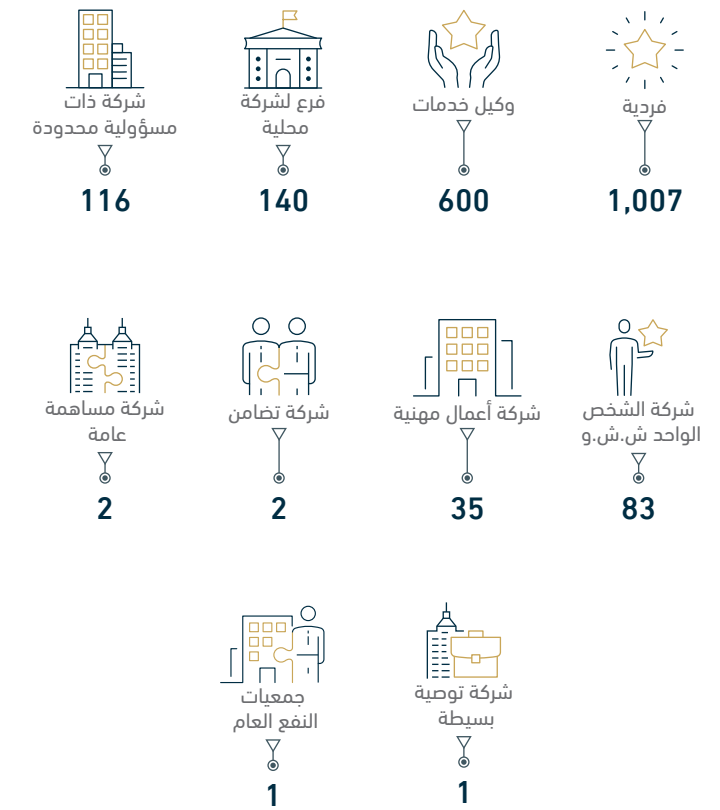 فردية
1,007
وكيل خدمات
600
فرع لشركة
محلية
140
شركة ذات
مسؤولية محدودة
116
شركة الشخص
الواحد ش.ش.و
83
شركة أعمال مهنية
35
شركة تضامن
2
شركة مساهمة
عامة
2
شركة توصية
بسيطة
1
جمعيات
النفع العام
1